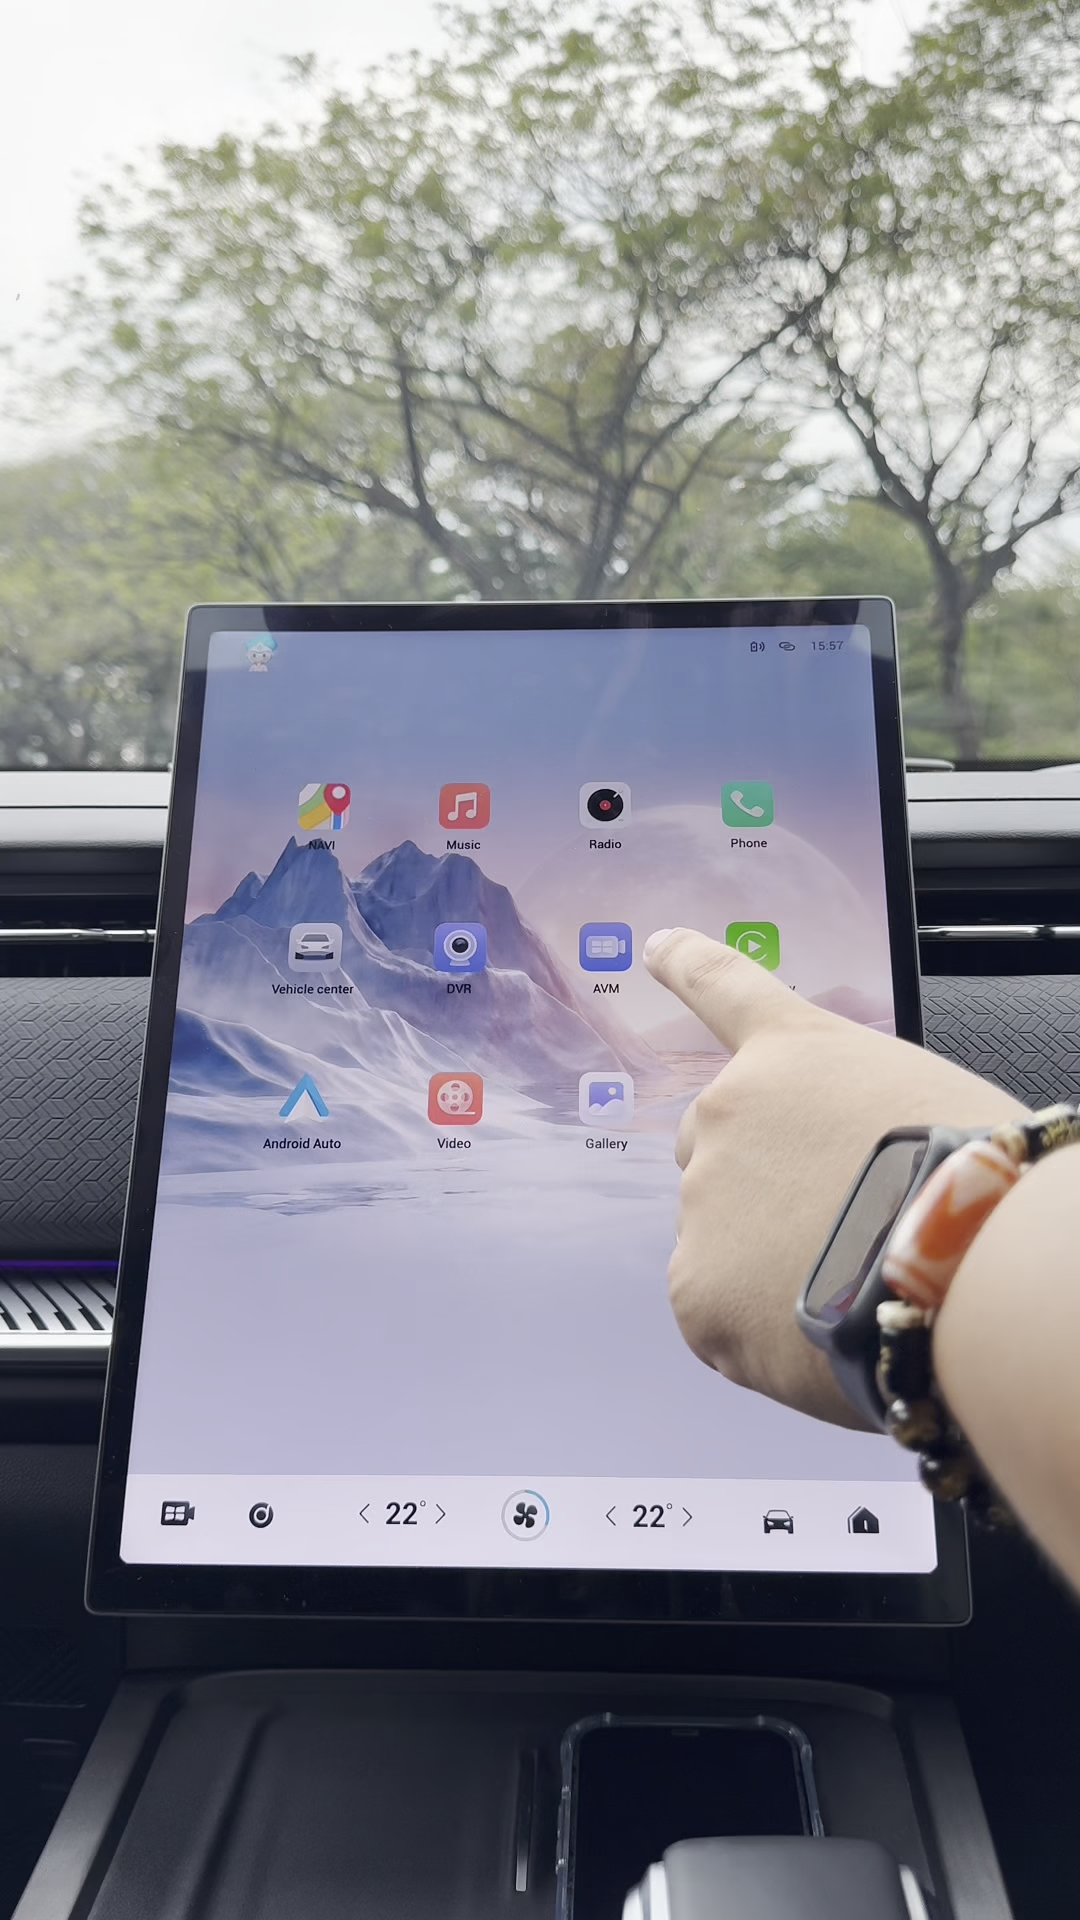 15:57
NAVI
Music
Radio
Phone
Vehicle center
DVR
AVM
Android Auto
Video
Gallery
< 22° >
< 22° >